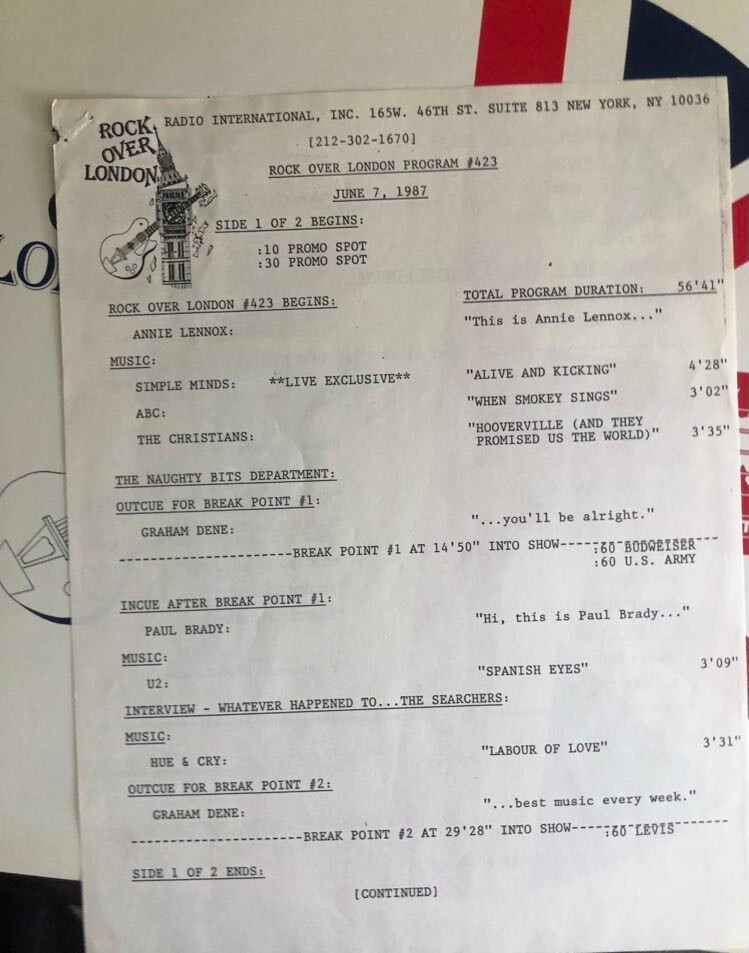 ROCK OVER LONDON
RADIO INTERNATIONAL, INC. 165W. 46TH ST. SUITE 813 NEW YORK, NY 10036
[212-302-1670]
ROCK OVER LONDON PROGRAM #423
JUNE 7, 1987
SIDE 1 OF 2 BEGINS:
:10 PROMO SPOT
:30 PROMO SPOT
ROCK OVER LONDON #423 BEGINS: TOTAL PROGRAM DURATION: 56'41"
ANNIE LENNOX: "This is Annie Lennox..."
MUSIC:
SIMPLE MINDS: **LIVE EXCLUSIVE** "ALIVE AND KICKING" 4'28"
ABC: "WHEN SMOKEY SINGS" 3'02"
THE CHRISTIANS: "HOOVERVILLE (AND THEY
PROMISED US THE WORLD)" 3'35"
THE NAUGHTY BITS DEPARTMENT:
OUTCUE FOR BREAK POINT #1:
GRAHAM DENE: "...you'll be alright."
----------------------BREAK POINT #1 AT 14'50" INTO SHOW-------------------
:60 BUDWEISER
:60 U.S. ARMY
INCUE AFTER BREAK POINT #1:
PAUL BRADY: "Hi, this is Paul Brady..."
MUSIC:
U2: "SPANISH EYES" 3'09"
INTERVIEW - WHATEVER HAPPENED TO...THE SEARCHERS:
MUSIC:
HUE & CRY: "LABOUR OF LOVE" 3'31"
OUTCUE FOR BREAK POINT #2:
GRAHAM DENE: "...best music every week."
----------------------BREAK POINT #2 AT 29'28" INTO SHOW-------------------
:60 LEVIS
SIDE 1 OF 2 ENDS:
[CONTINUED]
LO